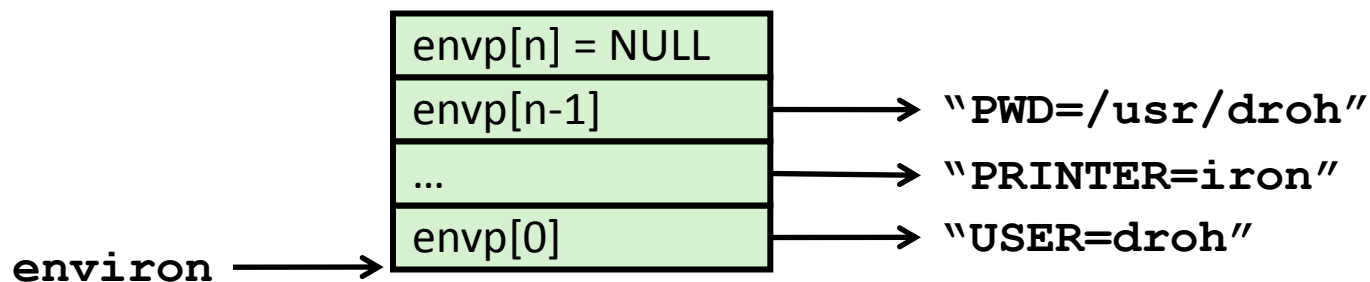 envp[n] = NULL
envp[n-1]
“PWD=/usr/droh”
…
“PRINTER=iron”
envp[0]
“USER=droh”
environ